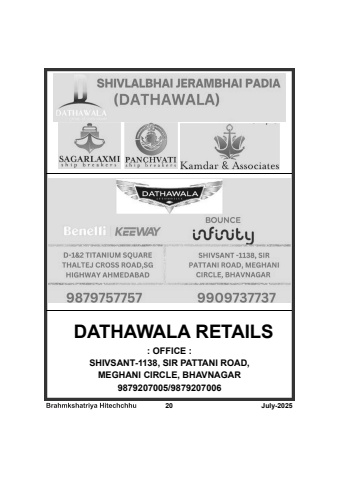 SHIVLALBHAI JERAMBHAI PADIA
(DATHAWALA)
DATHAWALA
SAGARLAXMI
ship breakers
PANCHVATI
ship breakers
Kamdar & Associates
DATHAWALA
Benelli KEEWAY
BOUNCE
infinity
D-1&2 TITANIUM SQUARE
THALTEJ CROSS ROAD,SG
HIGHWAY AHMEDABAD
9879757757
SHIVSANT -1138, SIR
PATTANI ROAD, MEGHANI
CIRCLE, BHAVNAGAR
9909737737
DATHAWALA RETAILS
: OFFICE :
SHIVSANT-1138, SIR PATTANI ROAD,
MEGHANI CIRCLE, BHAVNAGAR
9879207005/9879207006
Brahmkshatriya Hitechchhu 20 July-2025